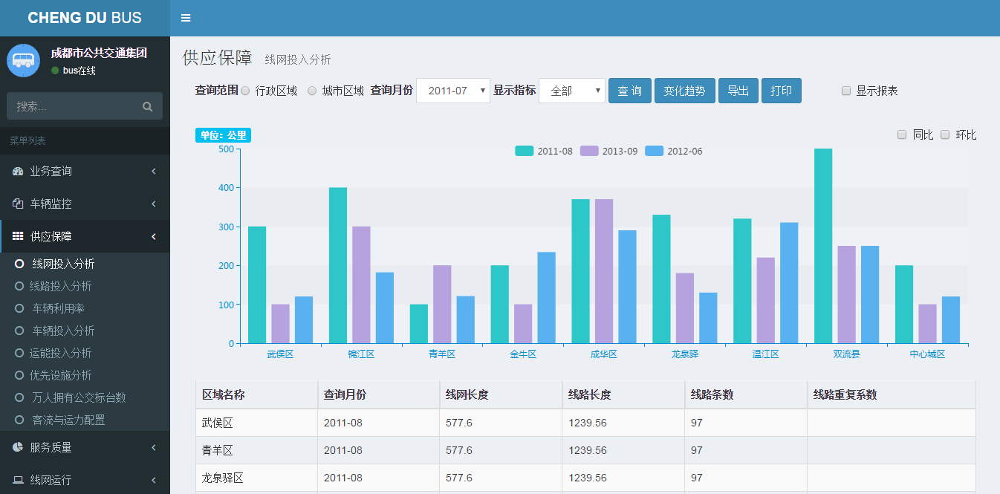 CHENG DU BUS
成都市公共交通集团
bus在线
搜索...
菜单列表
业务查询
车辆监控
供应保障
线网投入分析
线路投入分析
车辆利用率
车辆投入分析
运能投入分析
优先设施分析
万人拥有公交标台数
客流与运力配置
服务质量
线网运行
供应保障 线网投入分析
查询范围 行政区域 城市区域 查询月份 2011-07 显示指标 全部 查 询 变化趋势 导出 打印 显示报表
单位：公里 同比 环比
2011-08 2013-09 2012-06
500
400
300
200
100
0
武侯区 锦江区 青羊区 金牛区 成华区 龙泉驿 温江区 双流县 中心城区
区域名称 查询月份 线网长度 线路长度 线路条数 线路重复系数
武侯区 2011-08 577.6 1239.56 97
青羊区 2011-08 577.6 1239.56 97
龙泉驿区 2011-08 577.6 1239.56 97